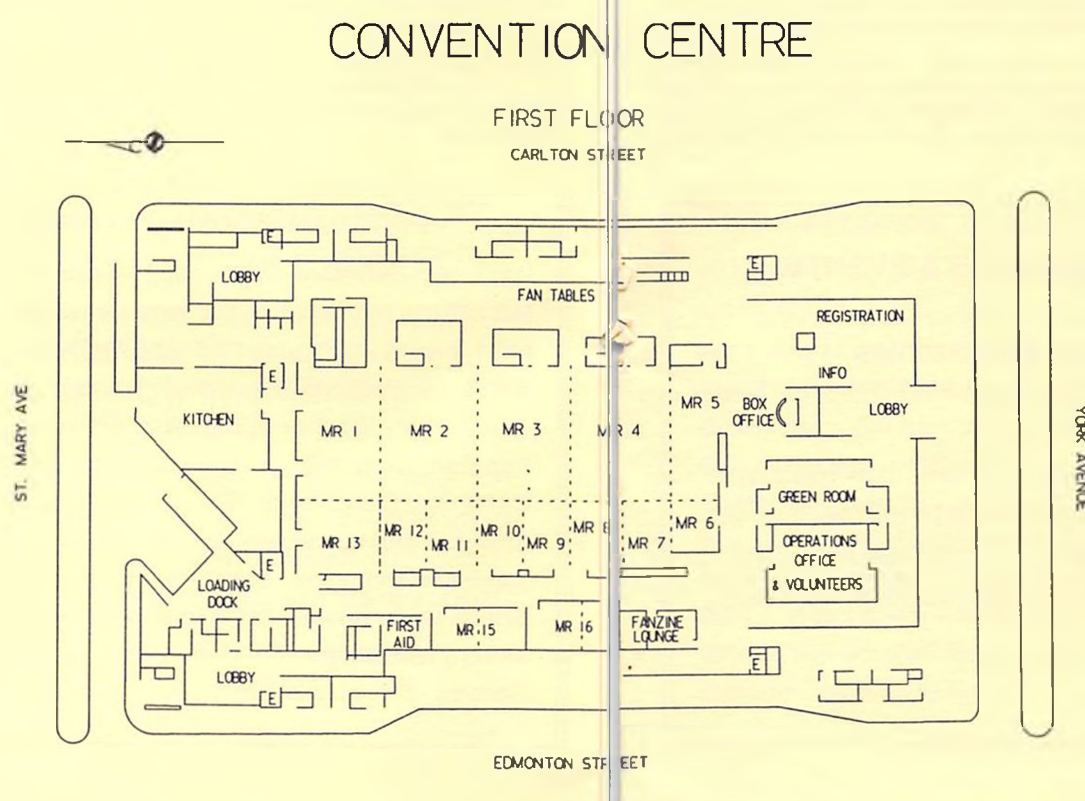 CONVENTION CENTRE
FIRST FLOOR
CARLTON STREET
E
LOBBY
E
FAN TABLES
REGISTRATION
INFO
E
KITCHEN
MR 1
MR 2
MR 3
MR 4
MR 5
BOX
OFFICE
LOBBY
ST. MARY AVE
YORK AVENUE
GREEN ROOM
MR 13
MR 12
MR 11
MR 10
MR 9
MR 8
MR 7
MR 6
OPERATIONS
OFFICE
& VOLUNTEERS
E
LOADING
DOCK
FIRST
AID
MR 15
MR 16
FANZINE
LOUNGE
LOBBY
E
E
EDMONTON STREET